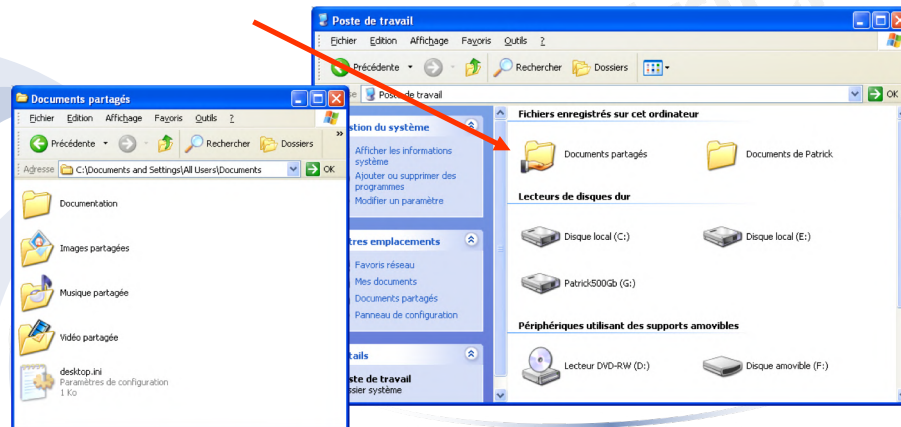 Poste de travail
Fichier Edition Affichage Favoris Outils ?
Précédente Rechercher Dossiers
Poste de travail OK
Gestion du système
Afficher les informations
système
Ajouter ou supprimer des
programmes
Modifier un paramètre
Autres emplacements
Favoris réseau
Mes documents
Documents partagés
Panneau de configuration
Détails
Poste de travail
Dossier système
Fichiers enregistrés sur cet ordinateur
Documents partagés Documents de Patrick
Lecteurs de disques dur
Disque local (C:) Disque local (E:)
Patrick500Gb (G:)
Périphériques utilisant des supports amovibles
Lecteur DVD-RW (D:) Disque amovible (F:)
Documents partagés
Fichier Edition Affichage Favoris Outils ? »
Précédente Rechercher Dossiers
Adresse C:\Documents and Settings\All Users\Documents OK
Documentation
Images partagées
Musique partagée
Vidéo partagée
desktop.ini
Paramètres de configuration
1 Ko